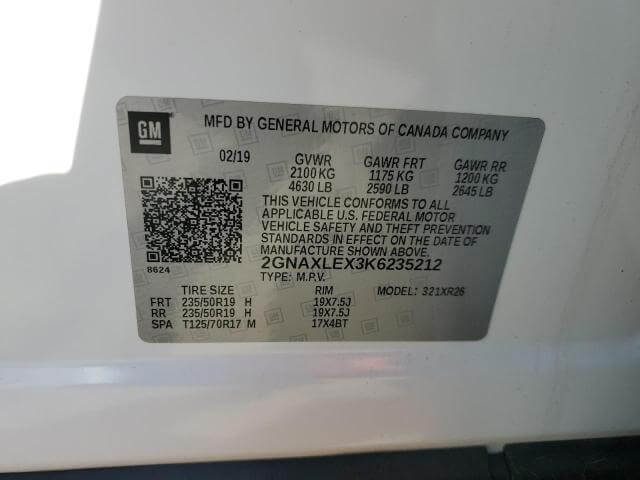 GM
MFD BY GENERAL MOTORS OF CANADA COMPANY
02/19 GVWR GAWR FRT GAWR RR
2100 KG 1175 KG 1200 KG
4630 LB 2590 LB 2645 LB
THIS VEHICLE CONFORMS TO ALL
APPLICABLE U.S. FEDERAL MOTOR
VEHICLE SAFETY AND THEFT PREVENTION
STANDARDS IN EFFECT ON THE DATE OF
MANUFACTURE SHOWN ABOVE.
8624 2GNAXLEX3K6235212
TYPE: M.P.V.
TIRE SIZE RIM MODEL: 321XR26
FRT 235/50R19 H 19X7.5J
RR 235/50R19 H 19X7.5J
SPA T125/70R17 M 17X4BT